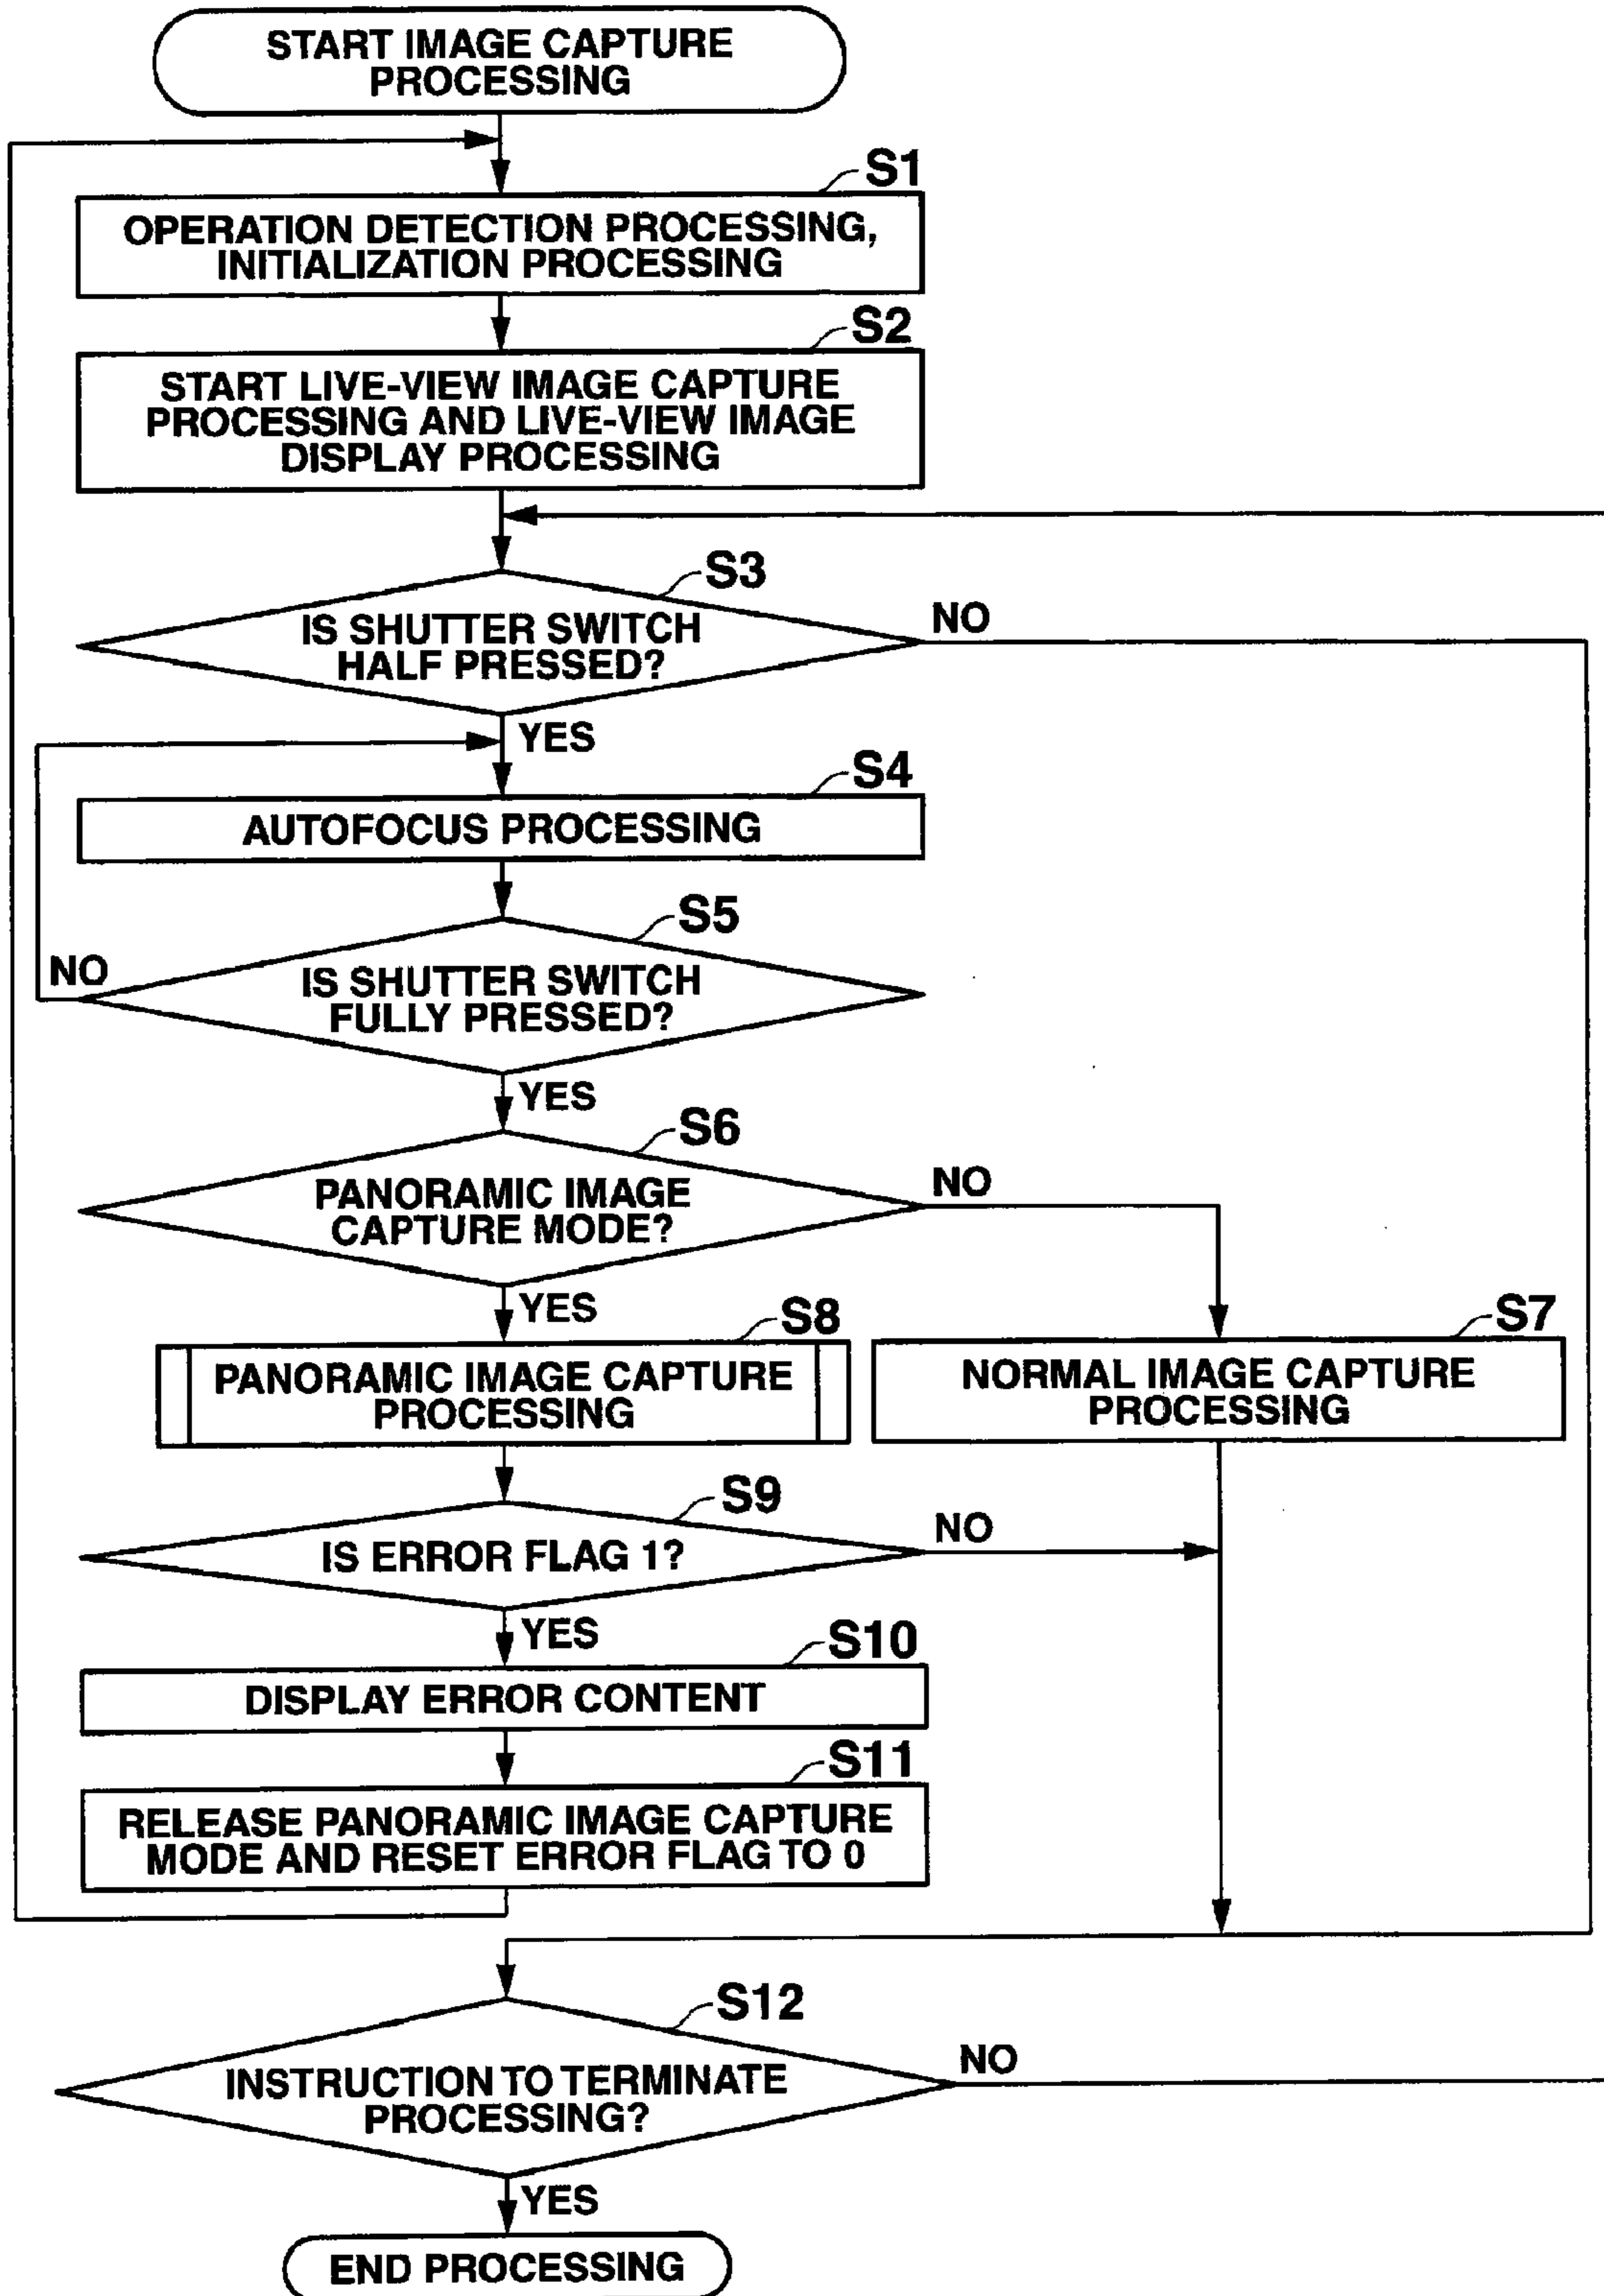 START IMAGE CAPTURE
PROCESSING
S1
OPERATION DETECTION PROCESSING,
INITIALIZATION PROCESSING
S2
START LIVE-VIEW IMAGE CAPTURE
PROCESSING AND LIVE-VIEW IMAGE
DISPLAY PROCESSING
S3
IS SHUTTER SWITCH
HALF PRESSED?
NO
YES
S4
AUTOFOCUS PROCESSING
S5
IS SHUTTER SWITCH
FULLY PRESSED?
NO
YES
S6
PANORAMIC IMAGE
CAPTURE MODE?
NO
YES
S8
PANORAMIC IMAGE CAPTURE
PROCESSING
S7
NORMAL IMAGE CAPTURE
PROCESSING
S9
IS ERROR FLAG 1?
NO
YES
S10
DISPLAY ERROR CONTENT
S11
RELEASE PANORAMIC IMAGE CAPTURE
MODE AND RESET ERROR FLAG TO 0
S12
INSTRUCTION TO TERMINATE
PROCESSING?
NO
YES
END PROCESSING